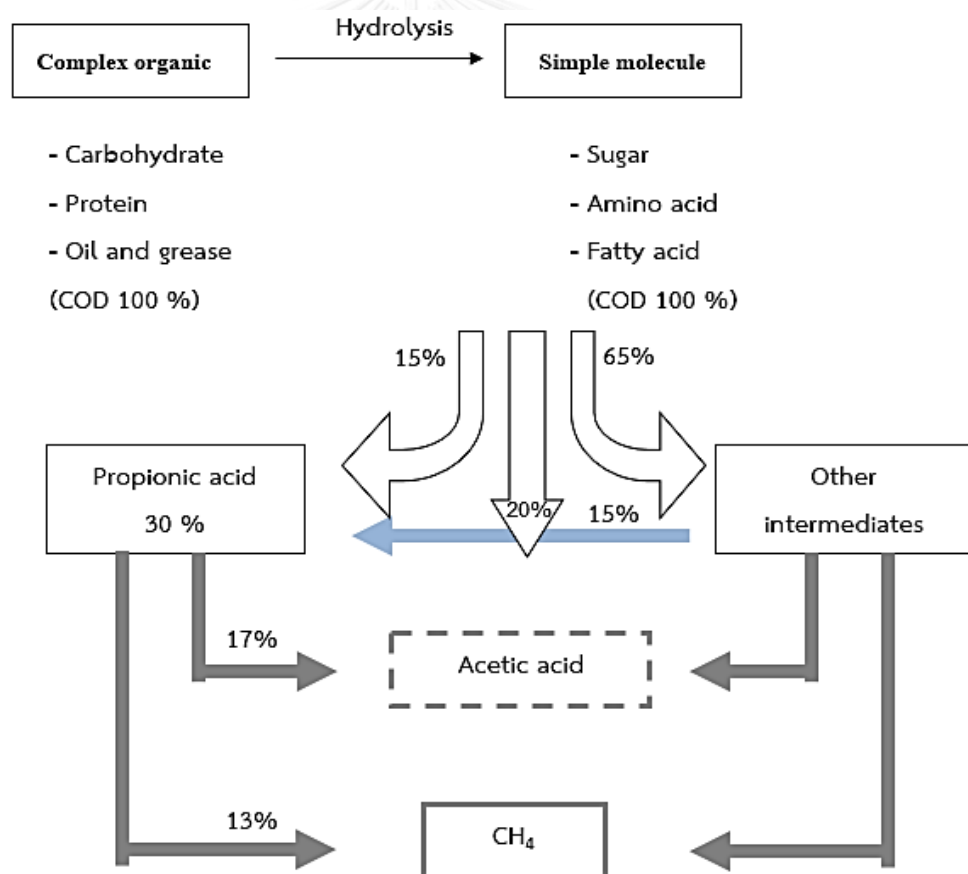 Hydrolysis
Complex organic
Simple molecule
- Carbohydrate
- Protein
- Oil and grease
(COD 100 %)
- Sugar
- Amino acid
- Fatty acid
(COD 100 %)
15%
65%
Propionic acid
30 %
20%
15%
Other
intermediates
17%
Acetic acid
13%
CH₄